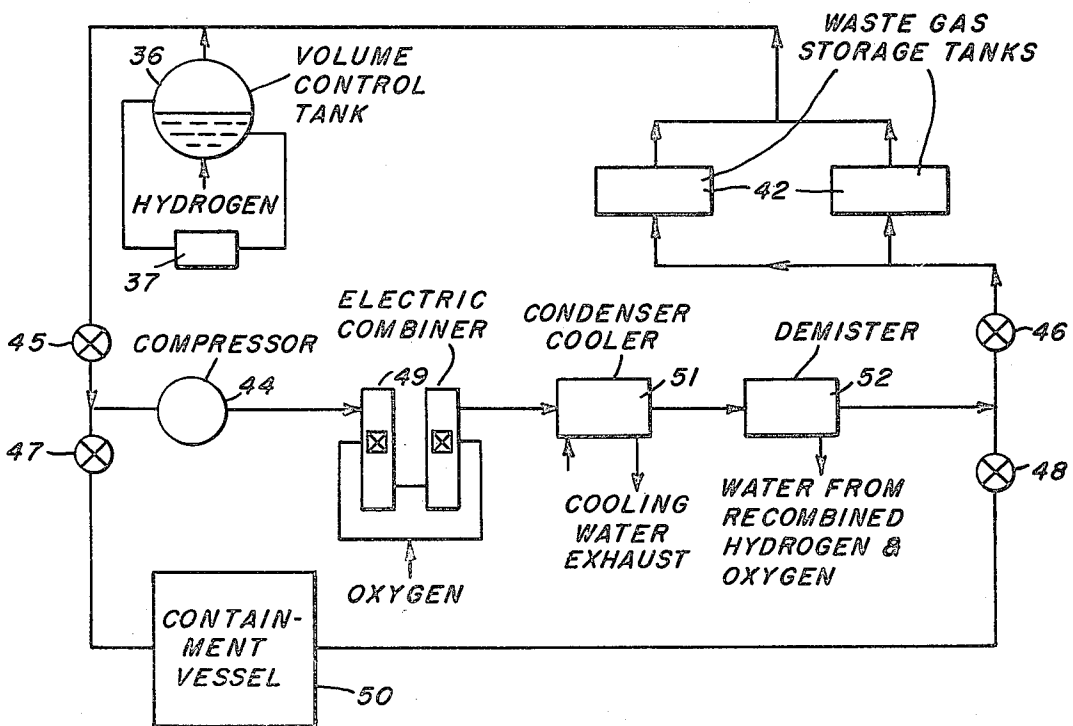 WASTE GAS
STORAGE TANKS
36
VOLUME
CONTROL
TANK
HYDROGEN
42
37
ELECTRIC
COMBINER
CONDENSER
COOLER
DEMISTER
45
46
COMPRESSOR
44
49
51
52
47
48
COOLING
WATER
EXHAUST
WATER FROM
RECOMBINED
HYDROGEN &
OXYGEN
OXYGEN
CONTAIN-
MENT
VESSEL
50